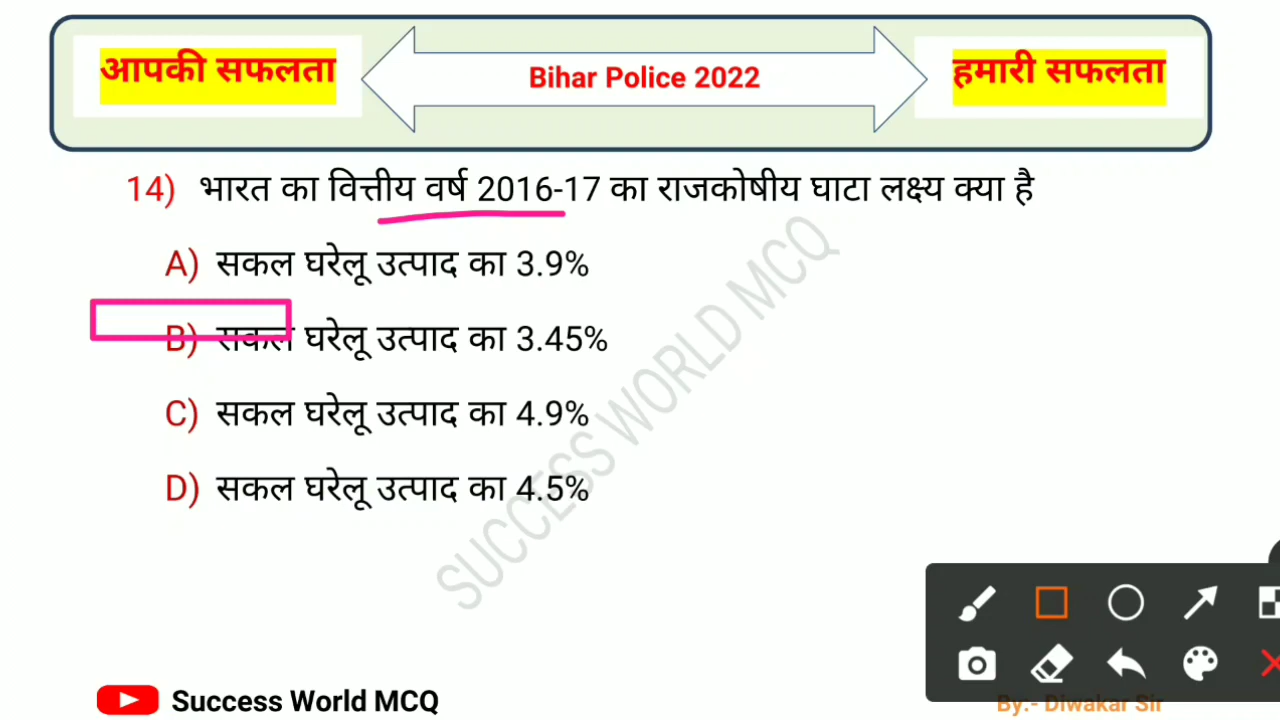 आपकी सफलता
Bihar Police 2022
हमारी सफलता
14) भारत का वित्तीय वर्ष 2016-17 का राजकोषीय घाटा लक्ष्य क्या है
A) सकल घरेलू उत्पाद का 3.9%
B) सकल घरेलू उत्पाद का 3.45%
C) सकल घरेलू उत्पाद का 4.9%
D) सकल घरेलू उत्पाद का 4.5%
SUCCESS WORLD MCQ
Success World MCQ
By:- Diwakar Sir